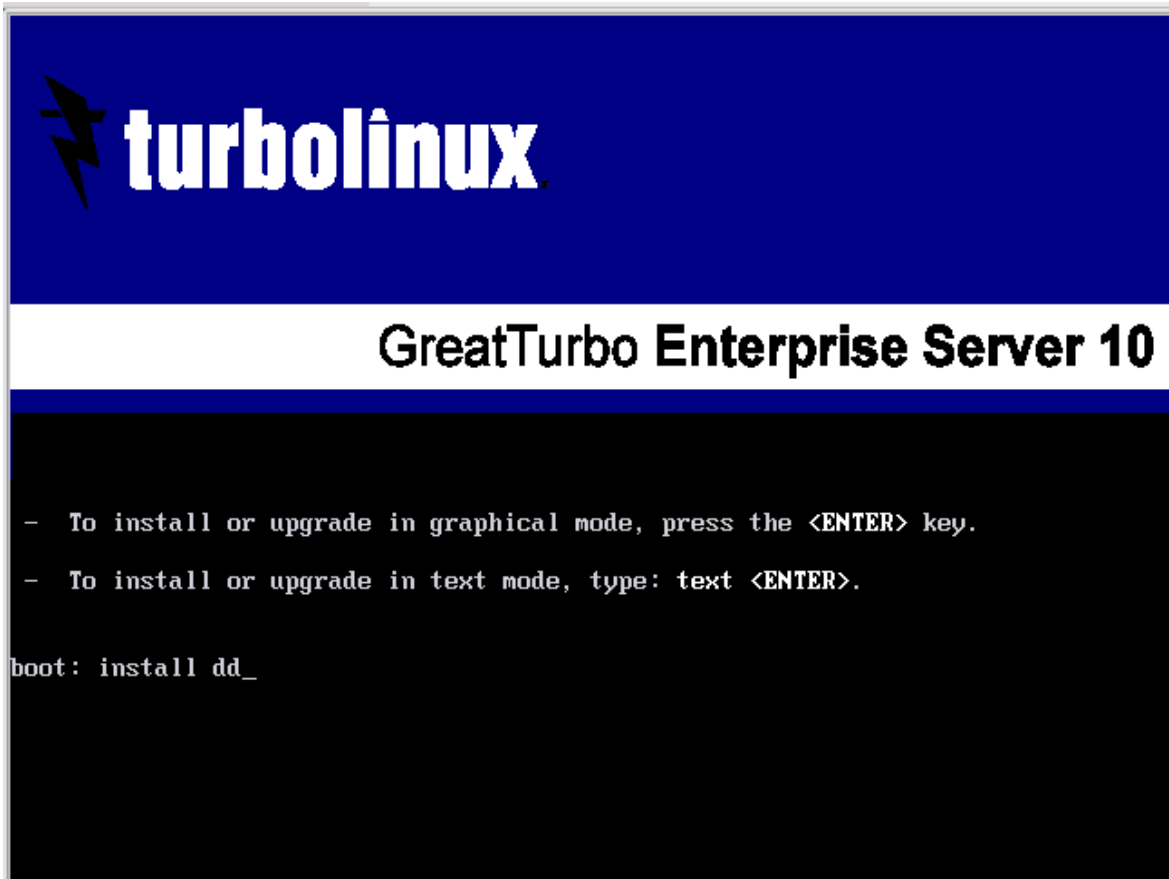 turbolinux
GreatTurbo Enterprise Server 10
- To install or upgrade in graphical mode, press the <ENTER> key.
- To install or upgrade in text mode, type: text <ENTER>.
boot: install dd_